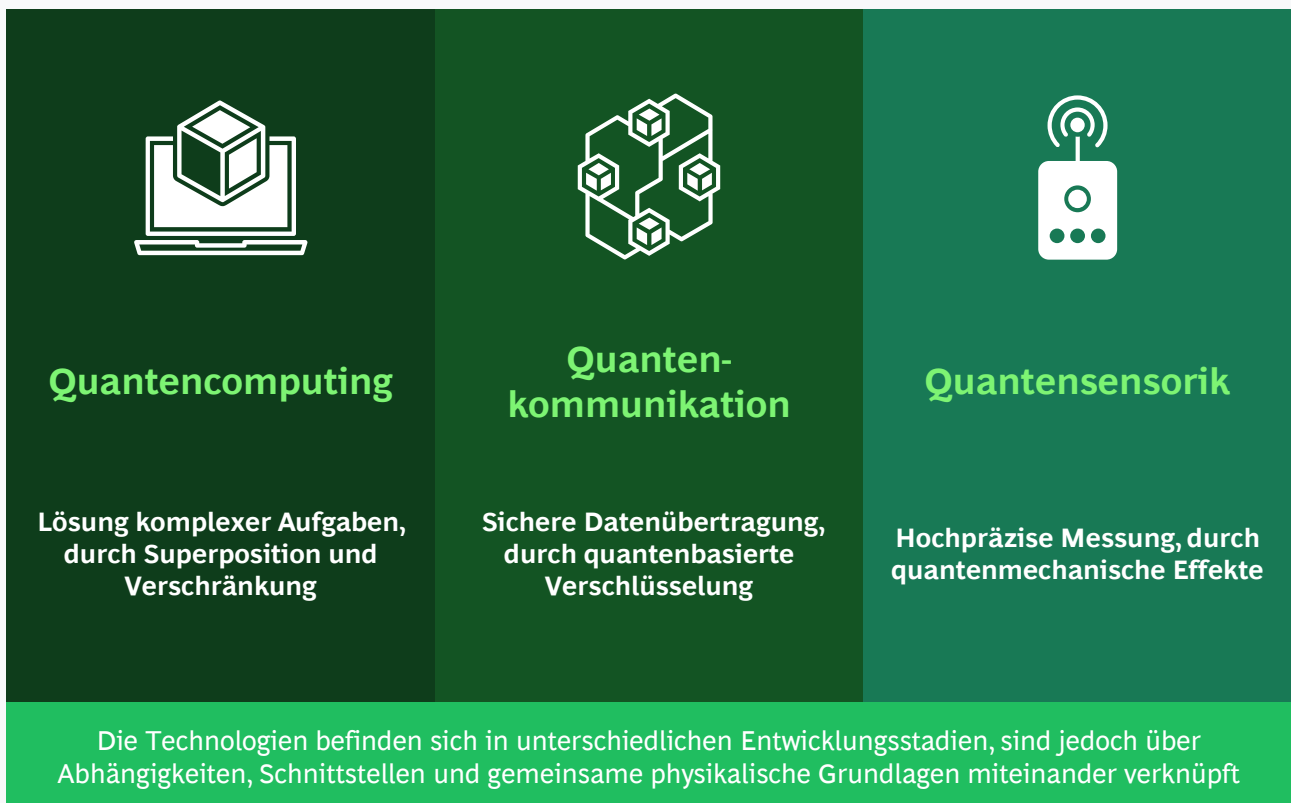 Quantencomputing
Lösung komplexer Aufgaben,
durch Superposition und
Verschränkung
Quanten-
kommunikation
Sichere Datenübertragung,
durch quantenbasierte
Verschlüsselung
Quantensensorik
Hochpräzise Messung, durch
quantenmechanische Effekte
Die Technologien befinden sich in unterschiedlichen Entwicklungsstadien, sind jedoch über
Abhängigkeiten, Schnittstellen und gemeinsame physikalische Grundlagen miteinander verknüpft